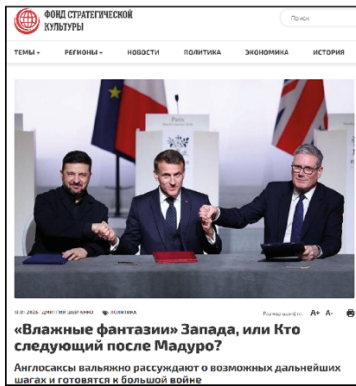 ФОНД СТРАТЕГИЧЕСКОЙ
КУЛЬТУРЫ
Поиск
ТЕМЫ РЕГИОНЫ НОВОСТИ ПОЛИТИКА ЭКОНОМИКА ИСТОРИЯ
Paris
ПОЛИТИКА
A+ A-
«Влажные фантазии» Запада, или Кто
следующий после Мадуро?
Англосаксы вальяжно рассуждают о возможных дальнейших
шагах и готовятся к большой войне